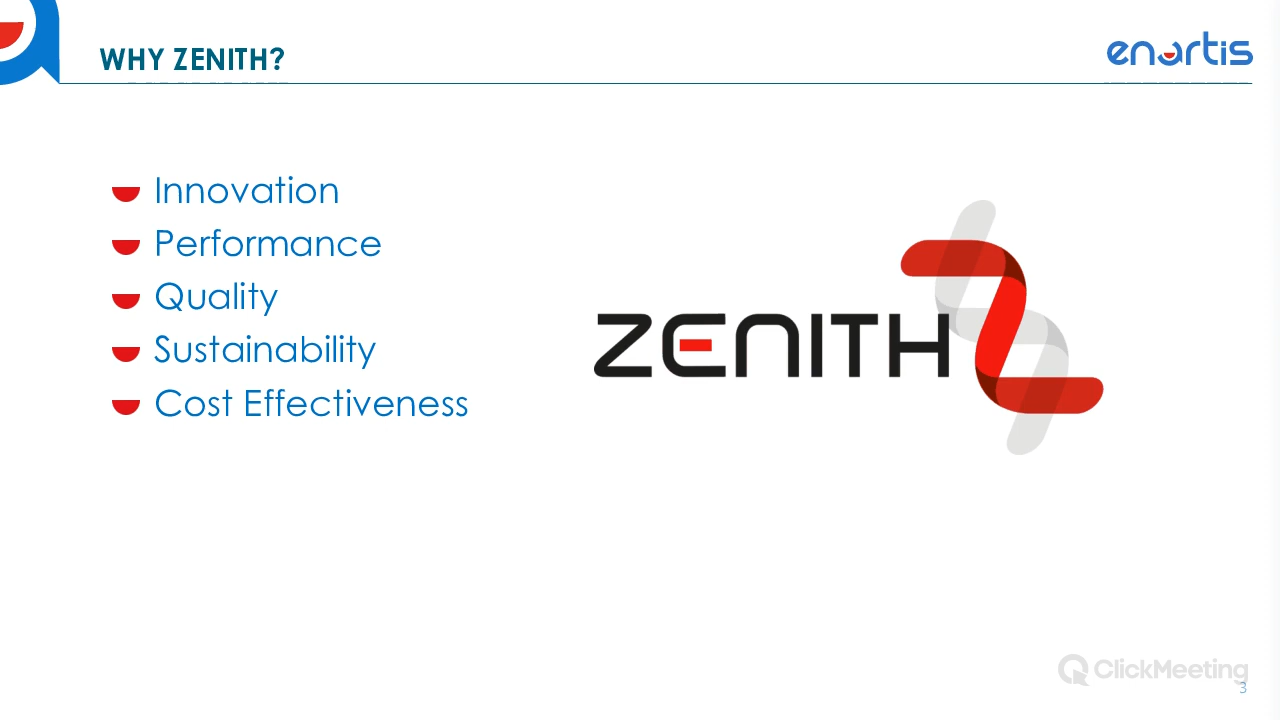 WHY ZENITH?
enartis
Innovation
Performance
Quality
Sustainability
Cost Effectiveness
ZENITH
ClickMeeting
3